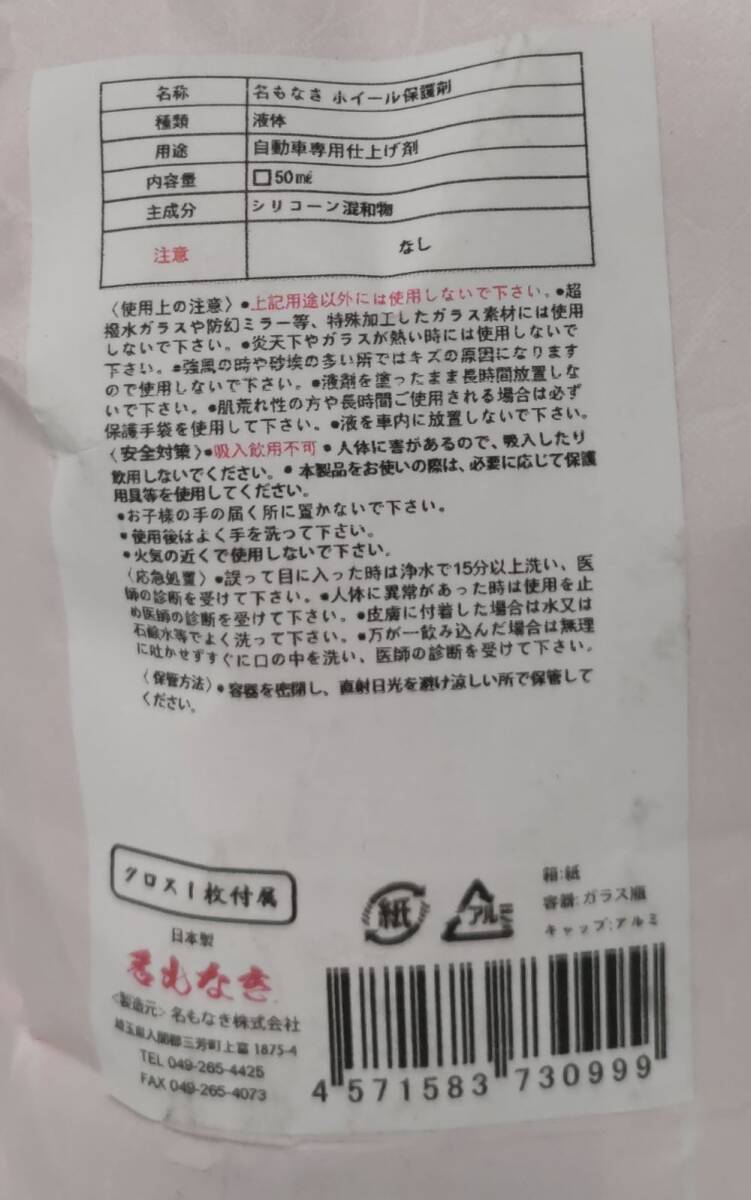 名称 名もなき ホイール保護剤
種類 液体
用途 自動車専用仕上げ剤
内容量 □50㎖
主成分 シリコーン混和物
注意 なし
〈使用上の注意〉●上記用途以外には使用しないで下さい。●超
撥水ガラスや防幻ミラー等、特殊加工したガラス素材には使用
しないで下さい。●炎天下やガラスが熱い時には使用しないで
下さい。●強風の時や砂埃の多い所ではキズの原因になります
ので使用しないで下さい。●液剤を塗ったまま長時間放置しな
いで下さい。●肌荒れ性の方や長時間ご使用される場合は必ず
保護手袋を使用して下さい。●液を車内に放置しないで下さい。
〈安全対策〉●吸入飲用不可 ● 人体に害があるので、吸入したり
飲用しないでください。● 本製品をお使いの際は、必要に応じて保護
用具等を使用してください。
●お子様の手の届く所に置かないで下さい。
●使用後はよく手を洗って下さい。
●火気の近くで使用しないで下さい。
〈応急処置〉●誤って目に入った時は浄水で15分以上洗い、医
師の診断を受けて下さい。●人体に異常があった時は使用を止
め医師の診断を受けて下さい。●皮膚に付着した場合は水又は
石鹸水等でよく洗って下さい。●万が一飲み込んだ場合は無理
に吐かせずすぐに口の中を洗い、医師の診断を受けて下さい。
〈保管方法〉● 容器を密閉し、直射日光を避け涼しい所で保管して
ください。
クロス1枚付属
日本製
名もなき
〈製造元〉名もなき株式会社
埼玉県入間郡三芳町上富 1875-4
TEL 049-265-4425
FAX 049-265-4073
紙
アルミ
箱:紙
容器:ガラス瓶
キャップ:アルミ
4 571583 730999